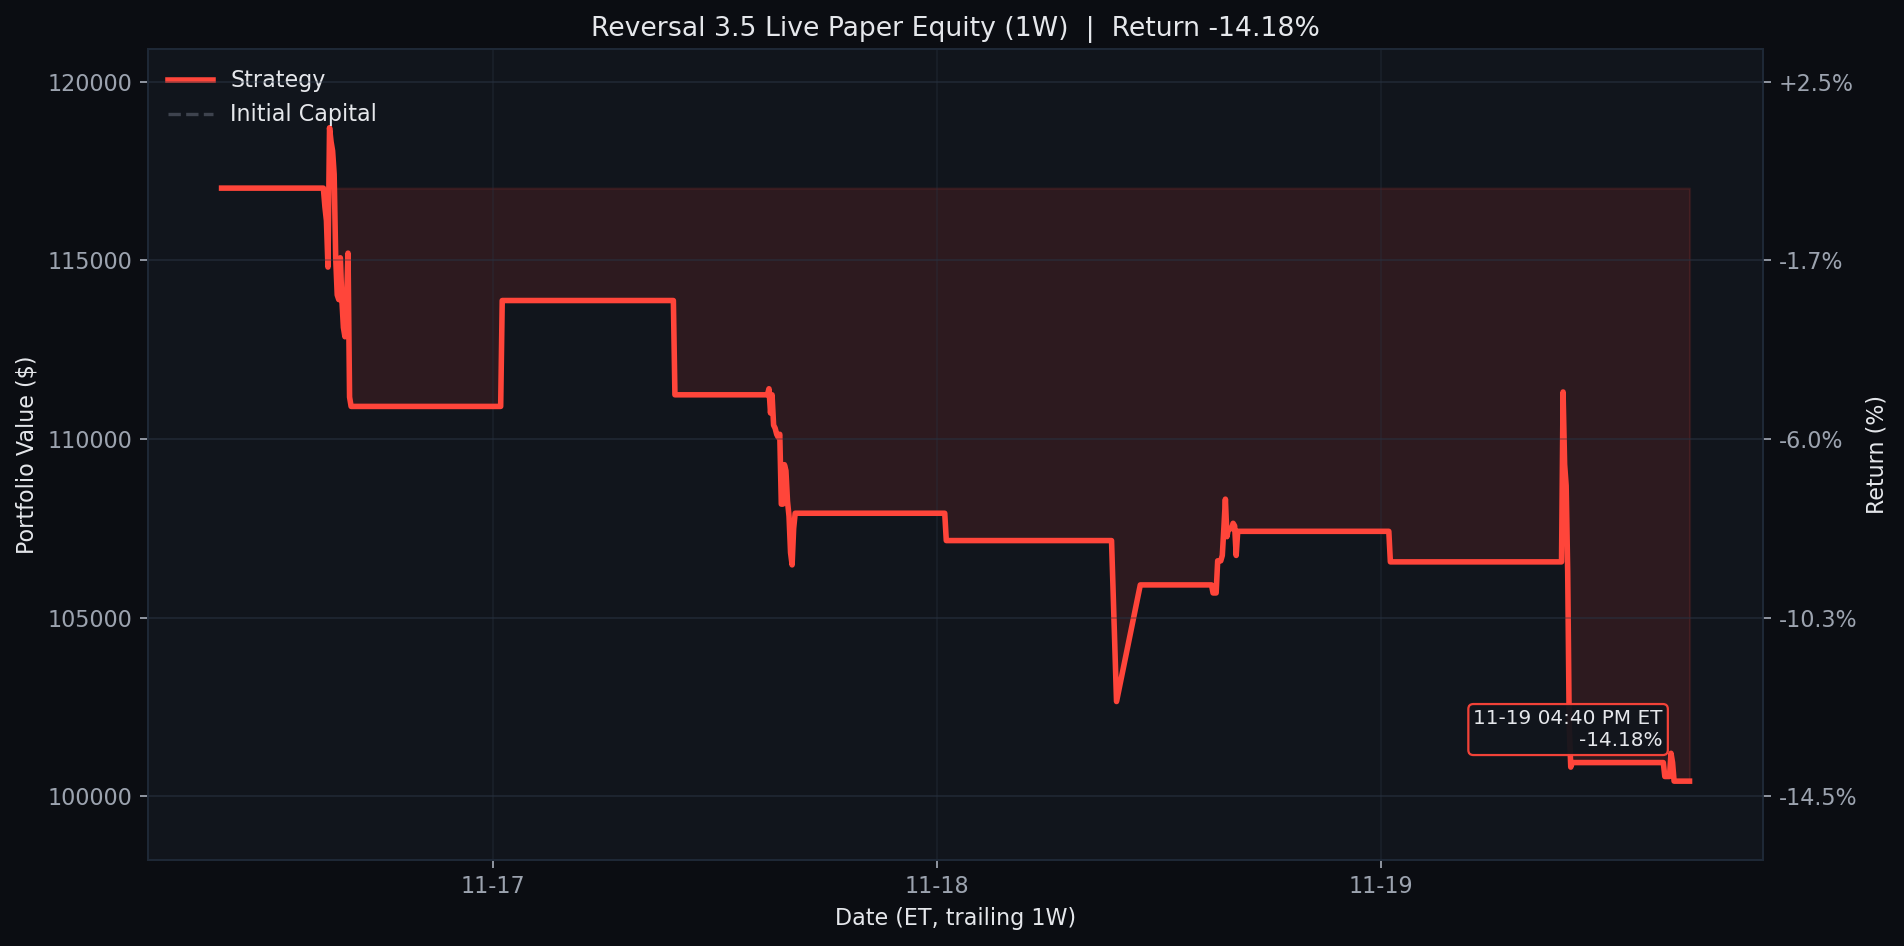 Reversal 3.5 Live Paper Equity (1W)  |  Return -14.18%
Strategy
Initial Capital
120000
115000
110000
105000
100000
Portfolio Value ($)
+2.5%
-1.7%
-6.0%
-10.3%
-14.5%
Return (%)
11-19 04:40 PM ET
-14.18%
11-17
11-18
11-19
Date (ET, trailing 1W)